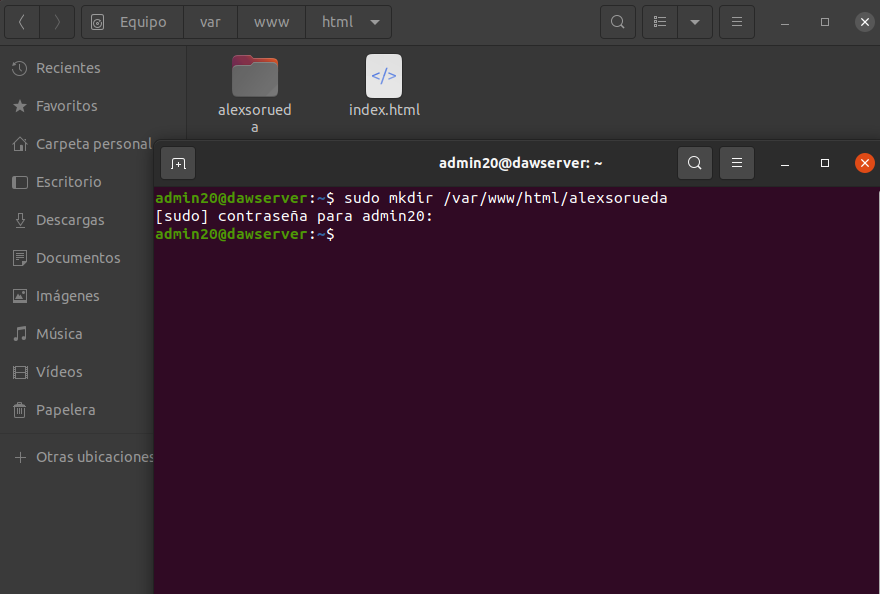 Equipo var www html
Recientes
Favoritos
Carpeta personal
Escritorio
Descargas
Documentos
Imágenes
Música
Vídeos
Papelera
Otras ubicaciones
alexsorued
a
index.html
</>
admin20@dawserver: ~
admin20@dawserver:~$ sudo mkdir /var/www/html/alexsorueda
[sudo] contraseña para admin20:
admin20@dawserver:~$